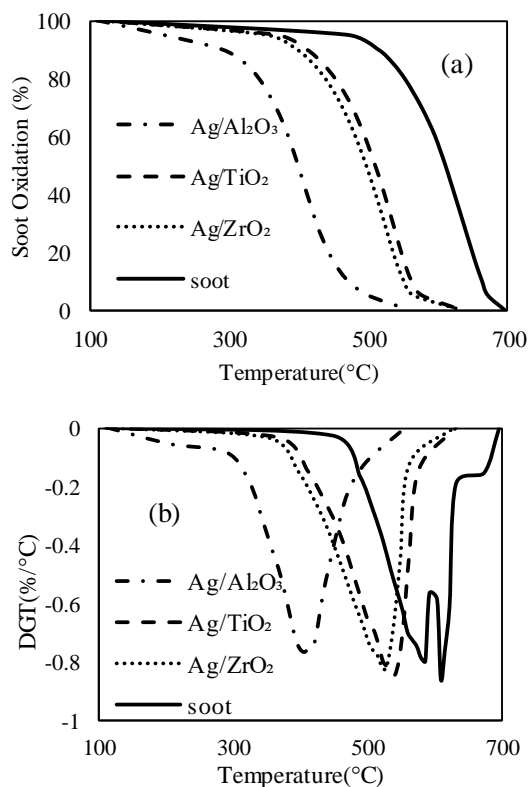 100
80
60
40
20
0
Soot Oxidation (%)
(a)
Ag/Al₂O₃
Ag/TiO₂
Ag/ZrO₂
soot
100 300 500 700
Temperature(°C)
0
-0.2
-0.4
-0.6
-0.8
-1
DGT(%/°C)
(b)
Ag/Al₂O₃
Ag/TiO₂
Ag/ZrO₂
soot
100 300 500 700
Temperature(°C)